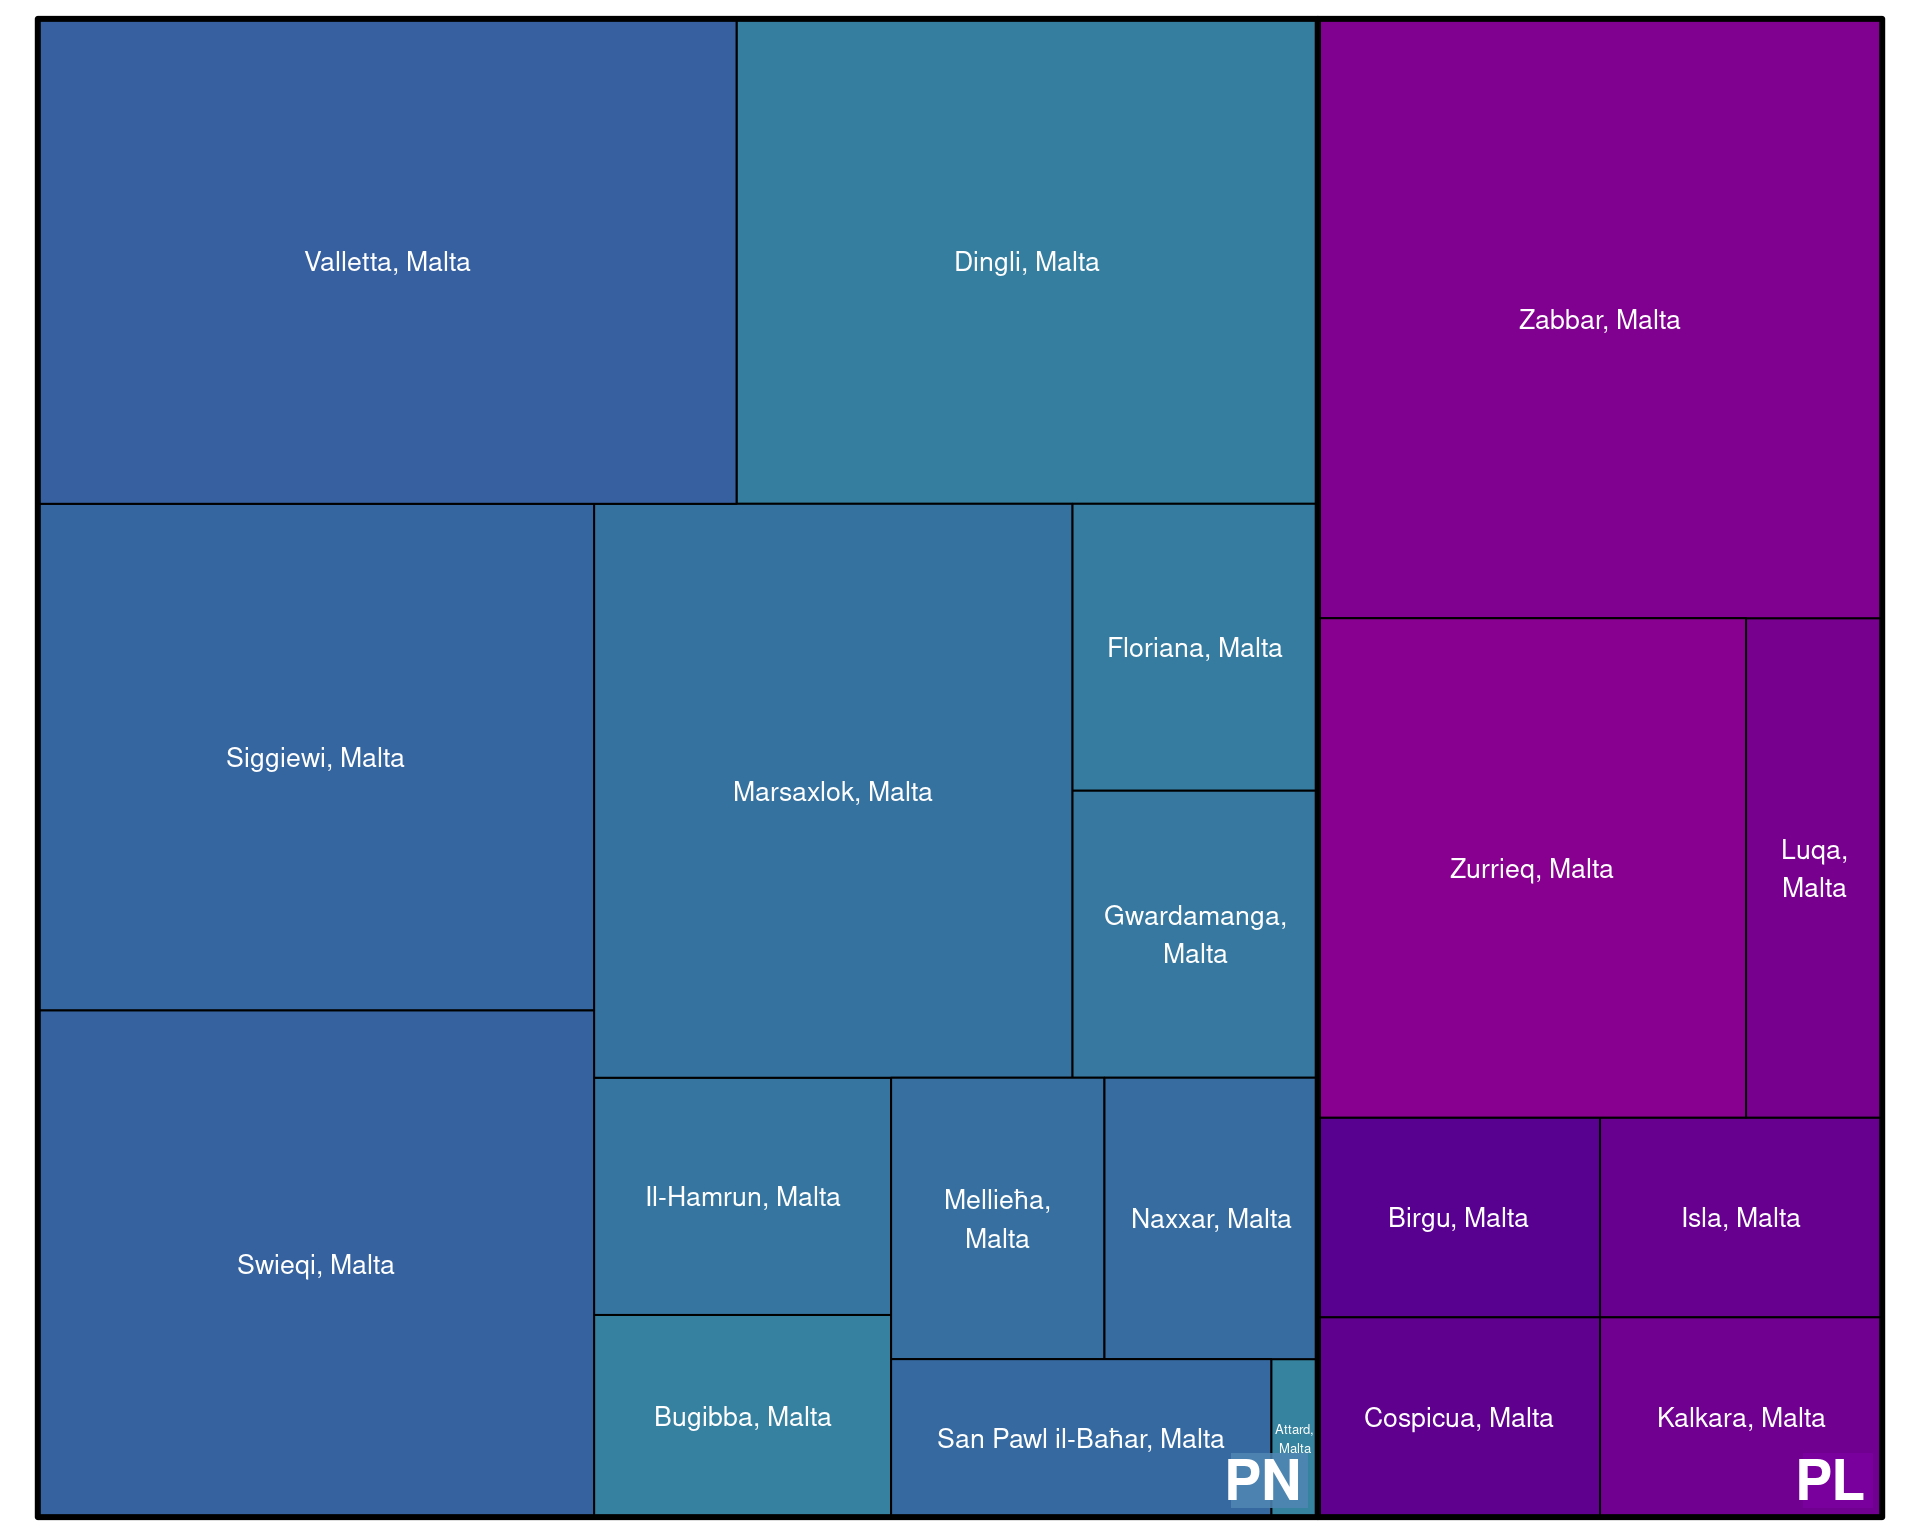 Valletta, Malta
Dingli, Malta
Zabbar, Malta
Siggiewi, Malta
Marsaxlok, Malta
Floriana, Malta
Gwardamanga,
Malta
Zurrieq, Malta
Luqa,
Malta
Swieqi, Malta
Il-Hamrun, Malta
Mellieħa,
Malta
Naxxar, Malta
Birgu, Malta
Isla, Malta
Bugibba, Malta
San Pawl il-Baħar, Malta
Attard,
Malta
Cospicua, Malta
Kalkara, Malta
PN
PL